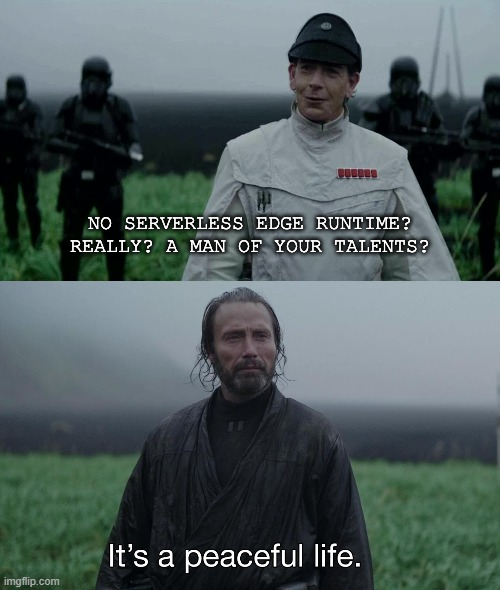 NO SERVERLESS EDGE RUNTIME?
REALLY? A MAN OF YOUR TALENTS?
It's a peaceful life.
imgflip.com